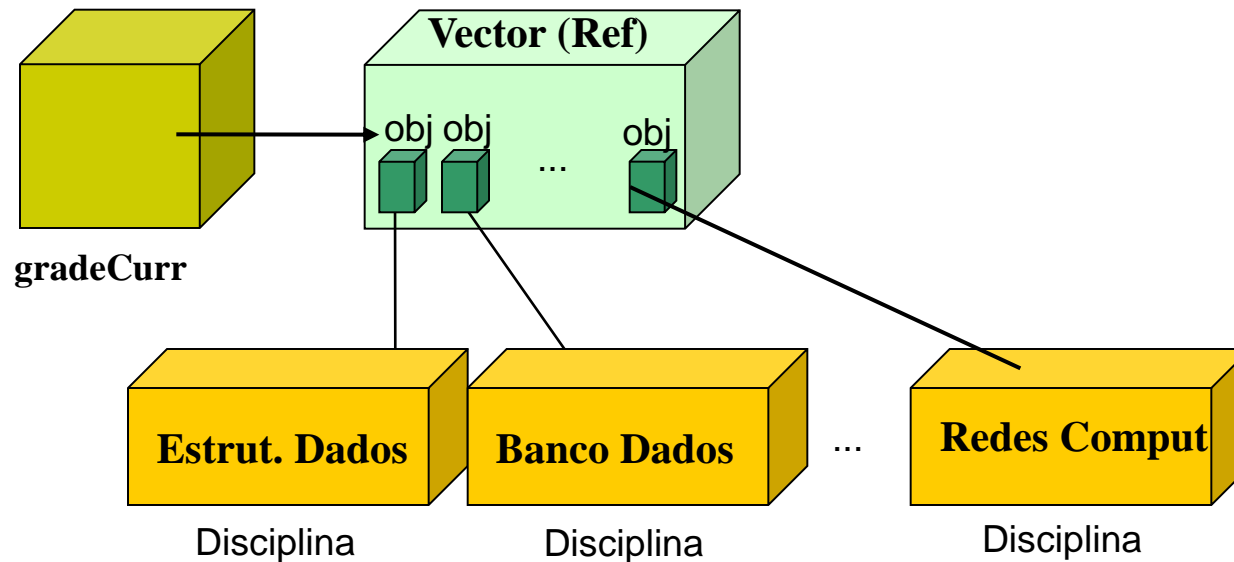 Vector (Ref)
obj obj ... obj
gradeCurr
Estrut. Dados Banco Dados ... Redes Comput
Disciplina Disciplina Disciplina